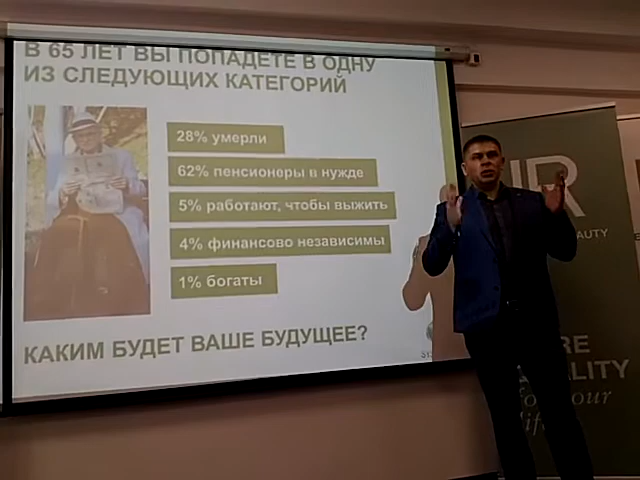 В 65 ЛЕТ ВЫ ПОПАДЕТЕ В ОДНУ
ИЗ СЛЕДУЮЩИХ КАТЕГОРИЙ
28% умерли
62% пенсионеры в нужде
5% работают, чтобы выжить
4% финансово независимы
1% богаты
КАКИМ БУДЕТ ВАШЕ БУДУЩЕЕ?